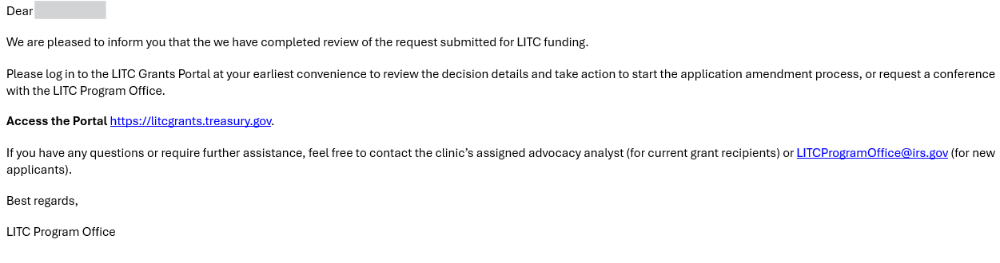 Dear
We are pleased to inform you that the we have completed review of the request submitted for LITC funding.
Please log in to the LITC Grants Portal at your earliest convenience to review the decision details and take action to start the application amendment process, or request a conference
with the LITC Program Office.
Access the Portal https://litcgrants.treasury.gov.
If you have any questions or require further assistance, feel free to contact the clinic’s assigned advocacy analyst (for current grant recipients) or LITCProgramOffice@irs.gov (for new
applicants).
Best regards,
LITC Program Office